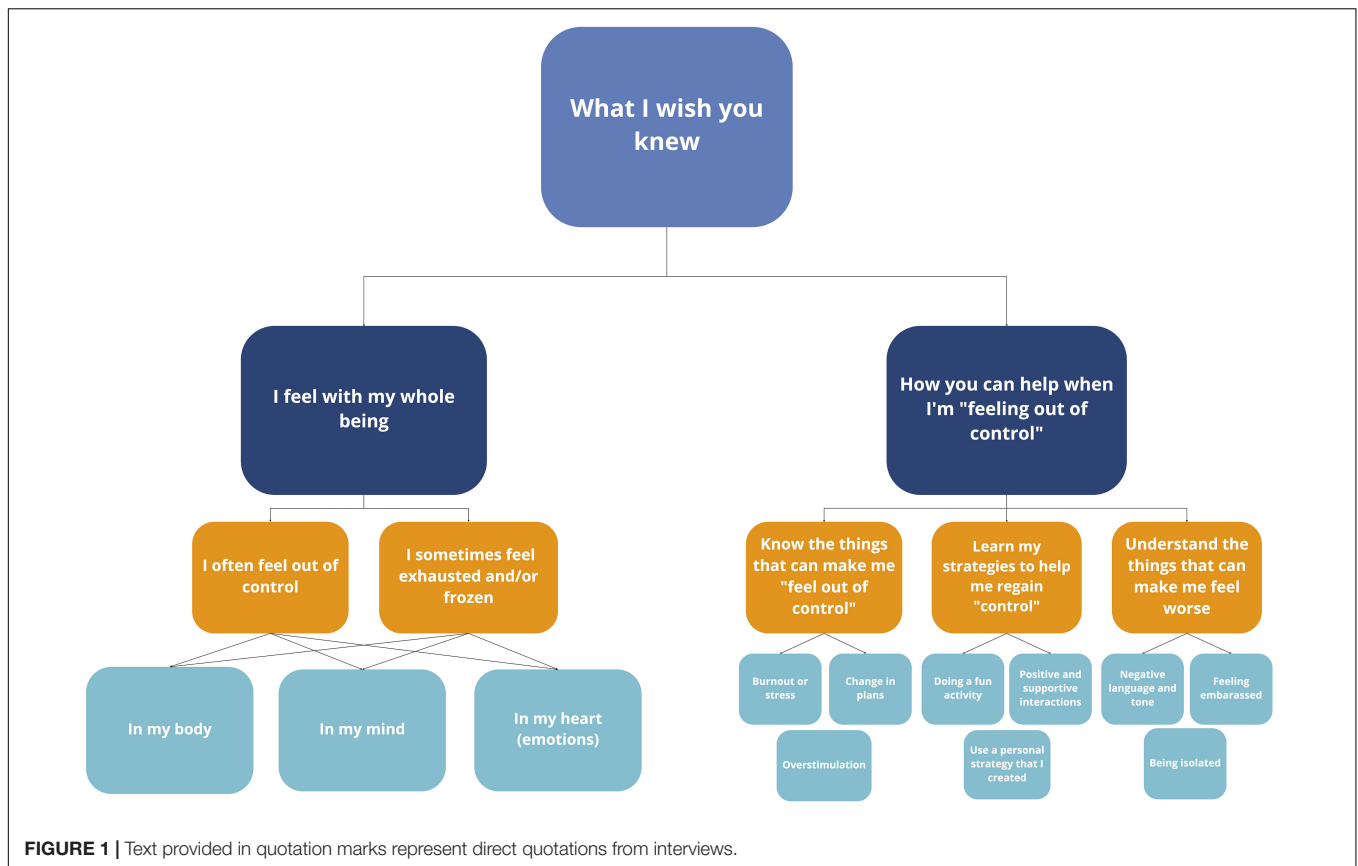 What I wish you
knew
I feel with my whole
being
How you can help when
I'm "feeling out of
control"
I often feel out of
control
I sometimes feel
exhausted and/or
frozen
Know the things
that can make me
"feel out of
control"
Learn my
strategies to help
me regain
"control"
Understand the
things that can
make me feel
worse
In my body
In my mind
In my heart
(emotions)
Burnout or
stress
Change in
plans
Overstimulation
Doing a fun
activity
Positive and
supportive
interactions
Use a personal
strategy that I
created
Negative
language and
tone
Feeling
embarassed
Being isolated
FIGURE 1 | Text provided in quotation marks represent direct quotations from interviews.